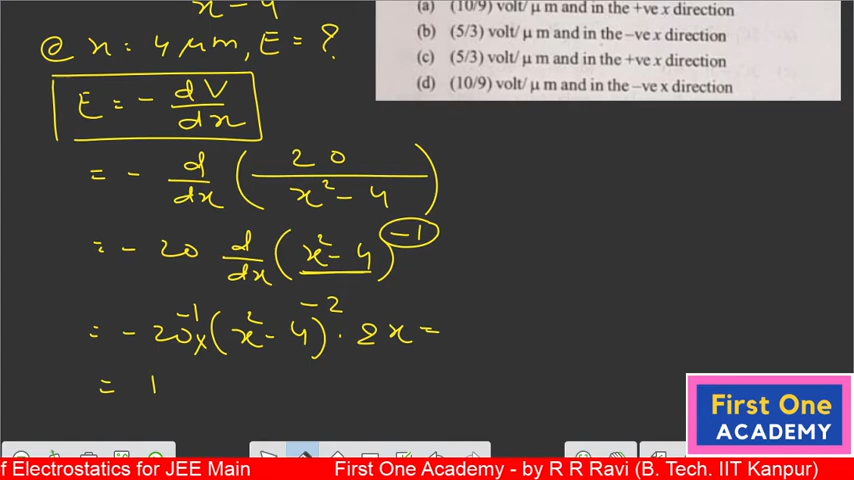 x - 4
@ x : 4 μm, E = ?
E = - dV/dx
= - d/dx ( 20 / x² - 4 )
= - 20 d/dx ( x² - 4 )⁻¹
= - 20 x⁻¹ ( x² - 4 )⁻² · 2x =
= 1
(a) (10/9) volt/ μ m and in the +ve x direction
(b) (5/3) volt/ μ m and in the –ve x direction
(c) (5/3) volt/ μ m and in the +ve x direction
(d) (10/9) volt/ μ m and in the –ve x direction
First One
ACADEMY
f Electrostatics for JEE Main First One Academy - by R R Ravi (B. Tech. IIT Kanpur)